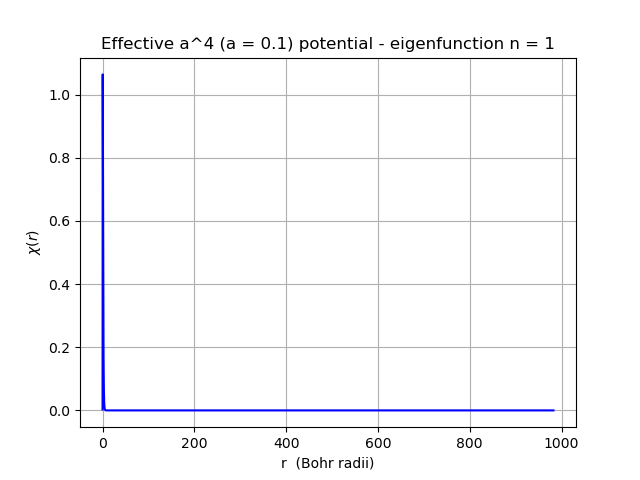 Effective a^4 (a = 0.1) potential - eigenfunction n = 1
1.0
0.8
0.6
0.4
0.2
0.0
χ(r)
0 200 400 600 800 1000
r (Bohr radii)